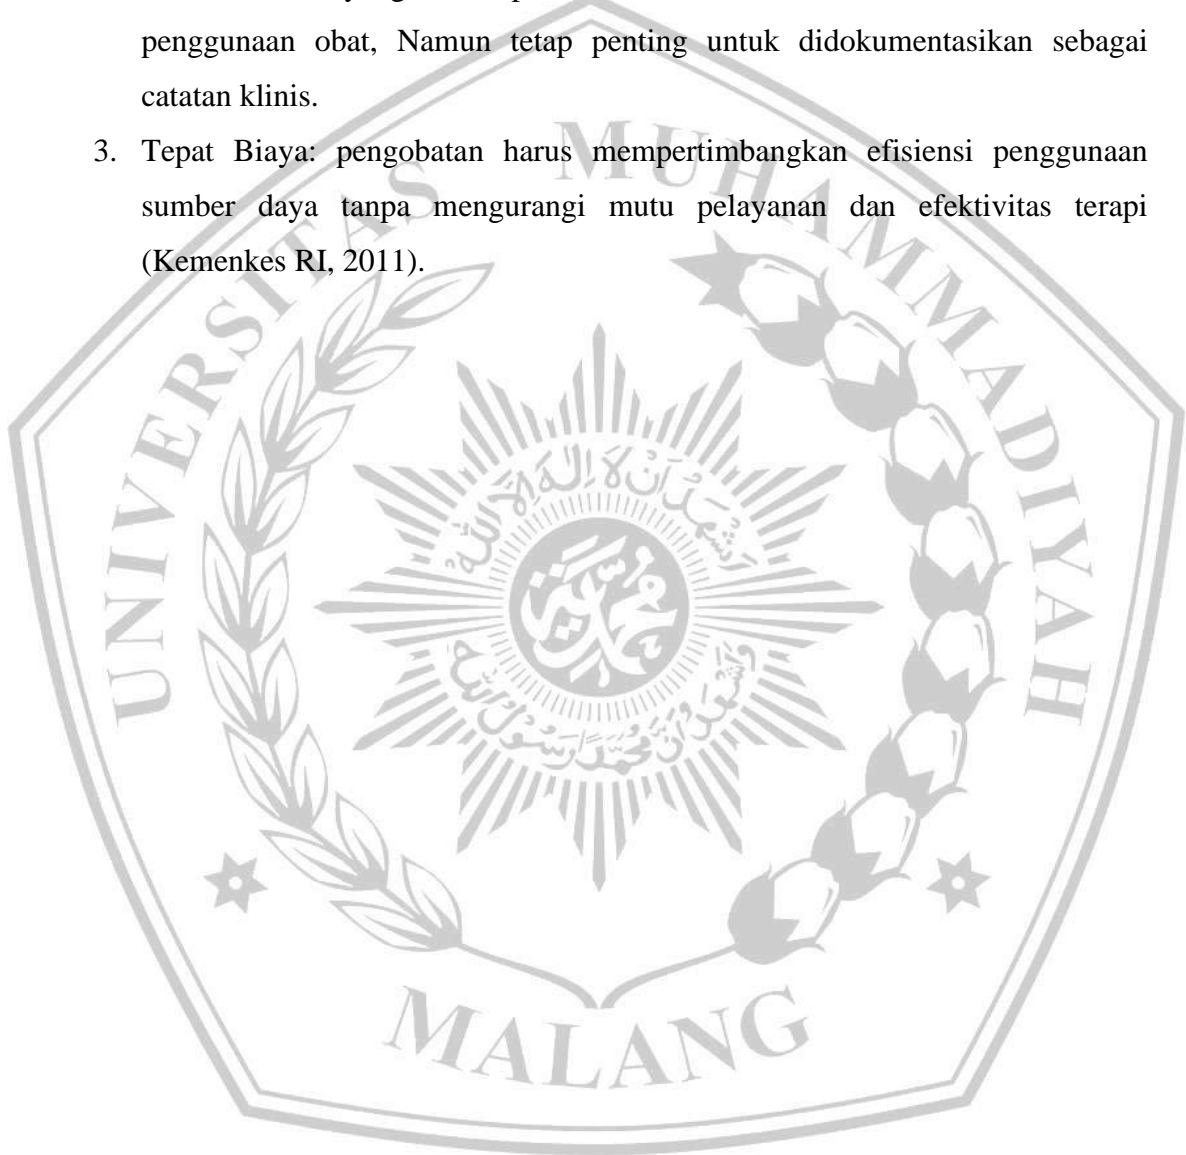 penggunaan obat, Namun tetap penting untuk didokumentasikan sebagai
catatan klinis.
3. Tepat Biaya: pengobatan harus mempertimbangkan efisiensi penggunaan
sumber daya tanpa mengurangi mutu pelayanan dan efektivitas terapi
(Kemenkes RI, 2011).
UNIVERSITAS MUHAMMADIYAH
MALANG